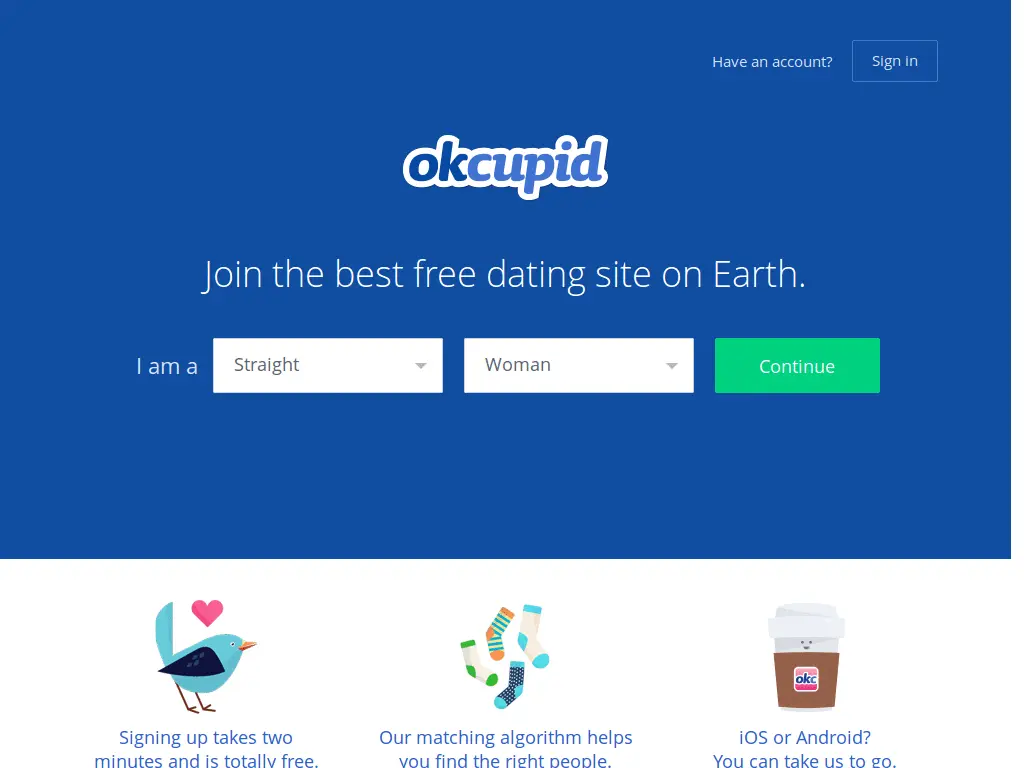 Have an account? Sign in
okcupid
Join the best free dating site on Earth.
I am a Straight Woman Continue
okc
Signing up takes two
minutes and is totally free.
Our matching algorithm helps
you find the right people.
iOS or Android?
You can take us to go.